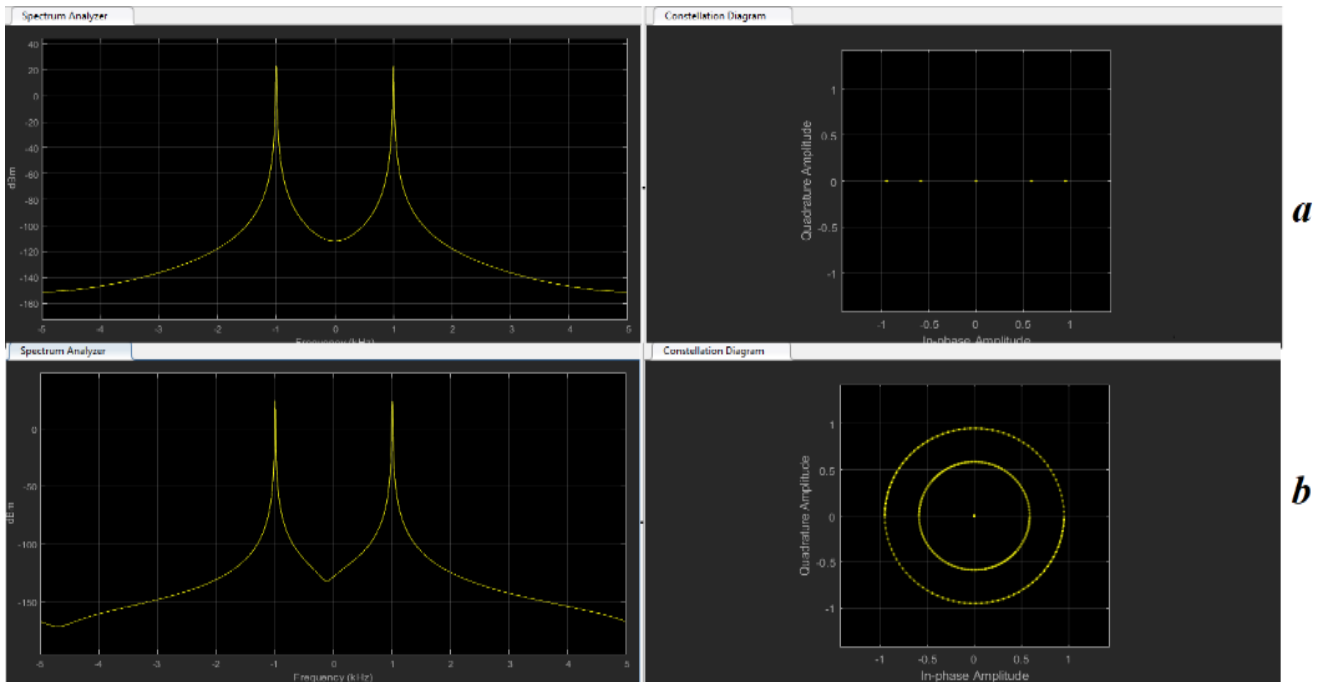 Spectrum Analyzer
Constellation Diagram
40
20
0
-20
-40
-60
-80
-100
-120
-140
-160
dBm
-5 -4 -3 -2 -1 0 1 2 3 4 5
Frequency (kHz)
1
0.5
0
-0.5
-1
Quadrature Amplitude
-1 -0.5 0 0.5 1
In-phase Amplitude
a
Spectrum Analyzer
Constellation Diagram
0
-50
-100
-150
dBm
-5 -4 -3 -2 -1 0 1 2 3 4 5
Frequency (kHz)
1
0.5
0
-0.5
-1
Quadrature Amplitude
-1 -0.5 0 0.5 1
In-phase Amplitude
b